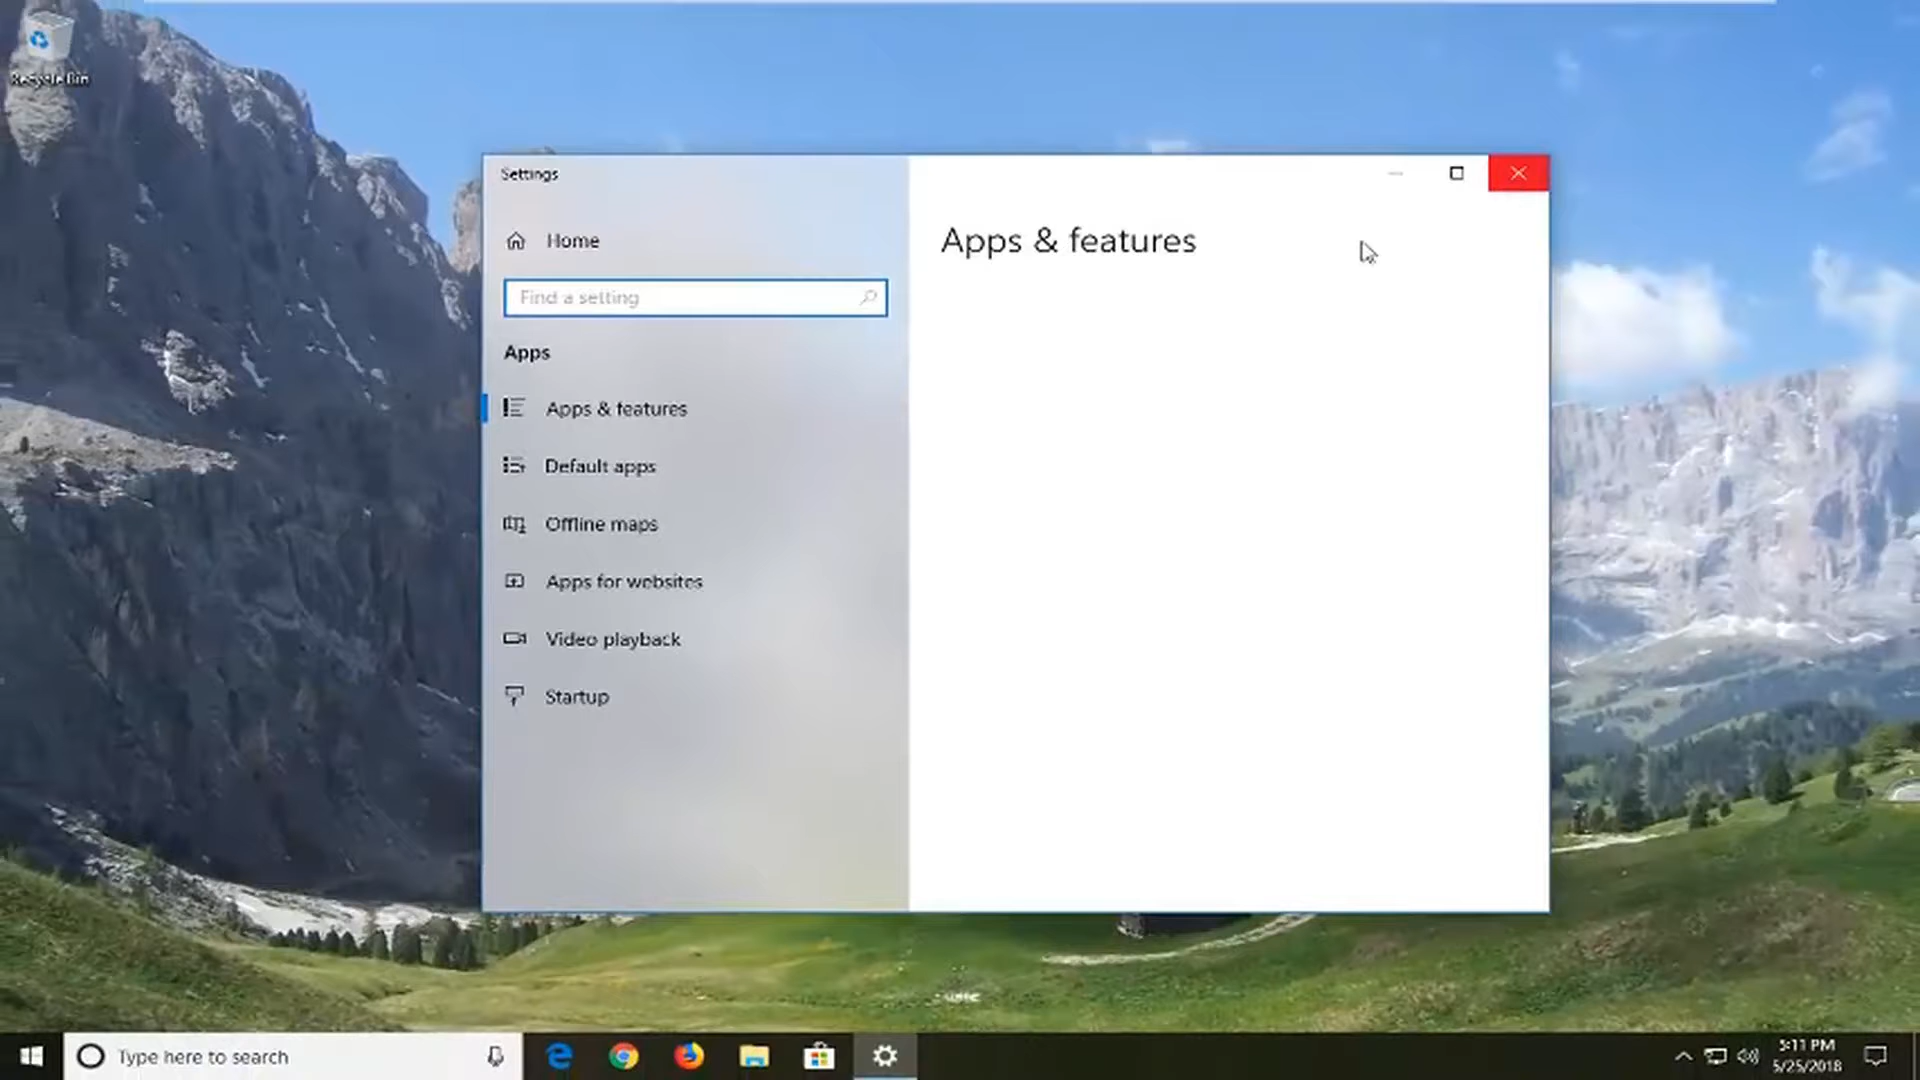 Recycle Bin
Settings
Home
Find a setting
Apps
Apps & features
Default apps
Offline maps
Apps for websites
Video playback
Startup
Apps & features
Type here to search
5:11 PM
5/25/2018